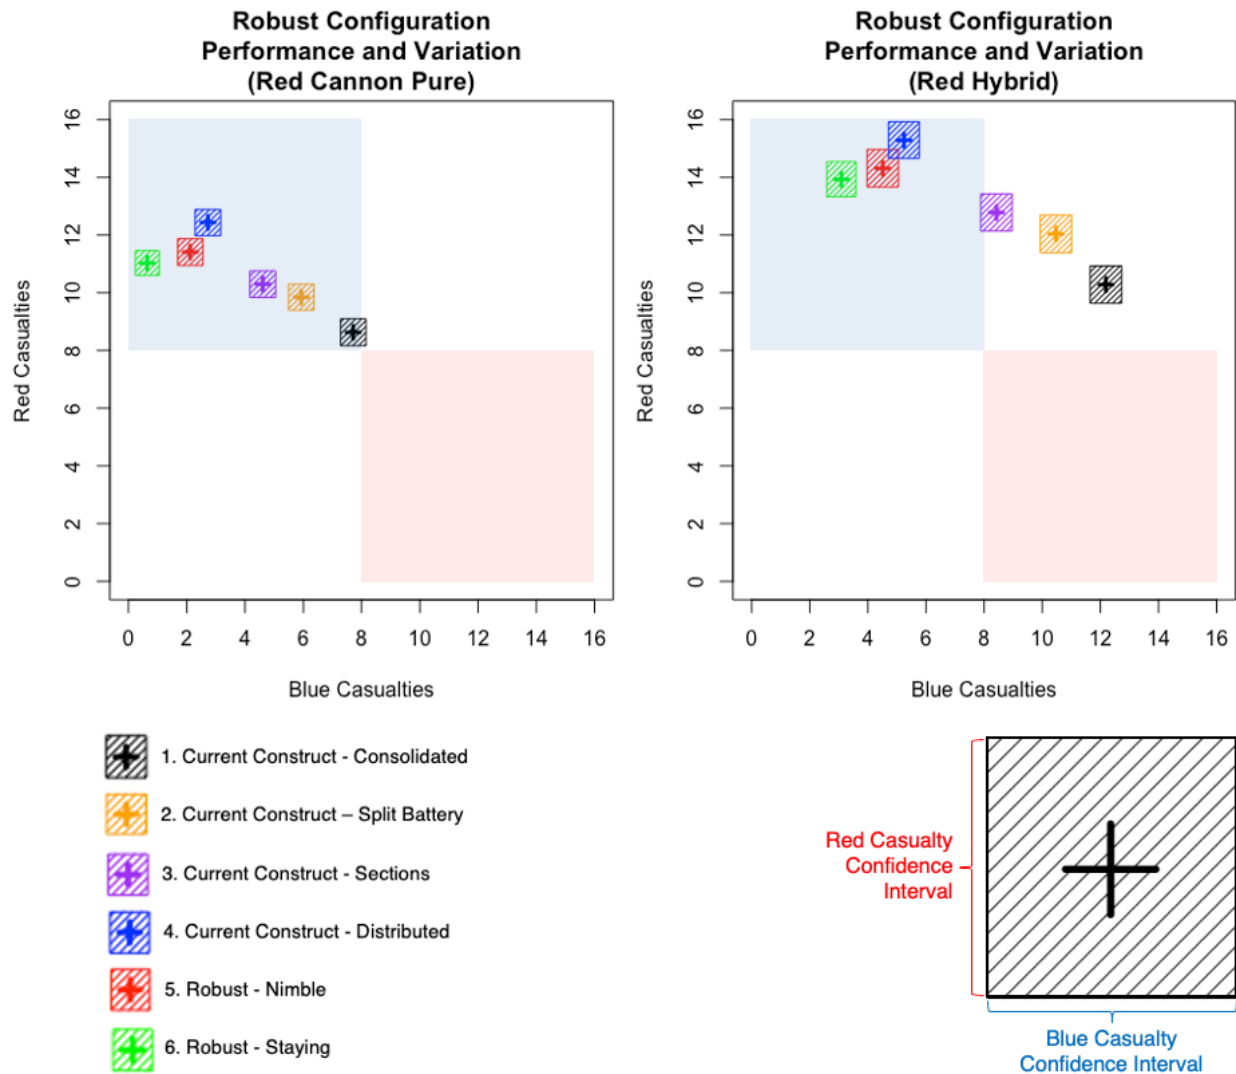 Robust Configuration
Performance and Variation
(Red Cannon Pure)
Red Casualties
16
14
12
10
8
6
4
2
0
0 2 4 6 8 10 12 14 16
Blue Casualties
Robust Configuration
Performance and Variation
(Red Hybrid)
Red Casualties
16
14
12
10
8
6
4
2
0
0 2 4 6 8 10 12 14 16
Blue Casualties
1. Current Construct - Consolidated
2. Current Construct – Split Battery
3. Current Construct - Sections
4. Current Construct - Distributed
5. Robust - Nimble
6. Robust - Staying
Red Casualty
Confidence
Interval
Blue Casualty
Confidence Interval